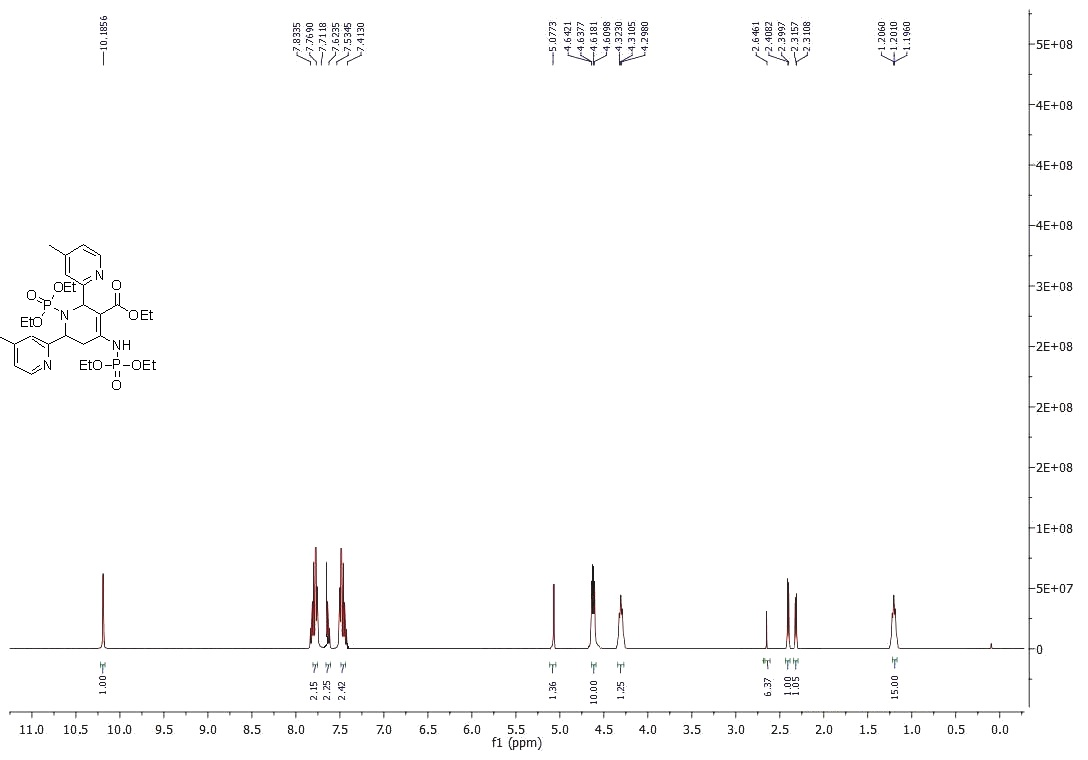 10.1856
7.8335
7.7690
7.7118
7.6235
7.5345
7.4130
5.0773
4.6421
4.6377
4.6181
4.6098
4.3230
4.3105
4.2980
2.6461
2.4082
2.3997
2.3157
2.3108
1.2060
1.2010
1.1960
5E+08
4E+08
4E+08
4E+08
3E+08
2E+08
2E+08
2E+08
1E+08
5E+07
0
N
OEt
O
P
EtO
N
O
OEt
NH
N
EtO
P
OEt
O
1.00
2.15
2.25
2.42
1.36
10.00
1.25
6.37
1.00
1.05
15.00
11.0 10.5 10.0 9.5 9.0 8.5 8.0 7.5 7.0 6.5 6.0 5.5 5.0 4.5 4.0 3.5 3.0 2.5 2.0 1.5 1.0 0.5 0.0
f1 (ppm)